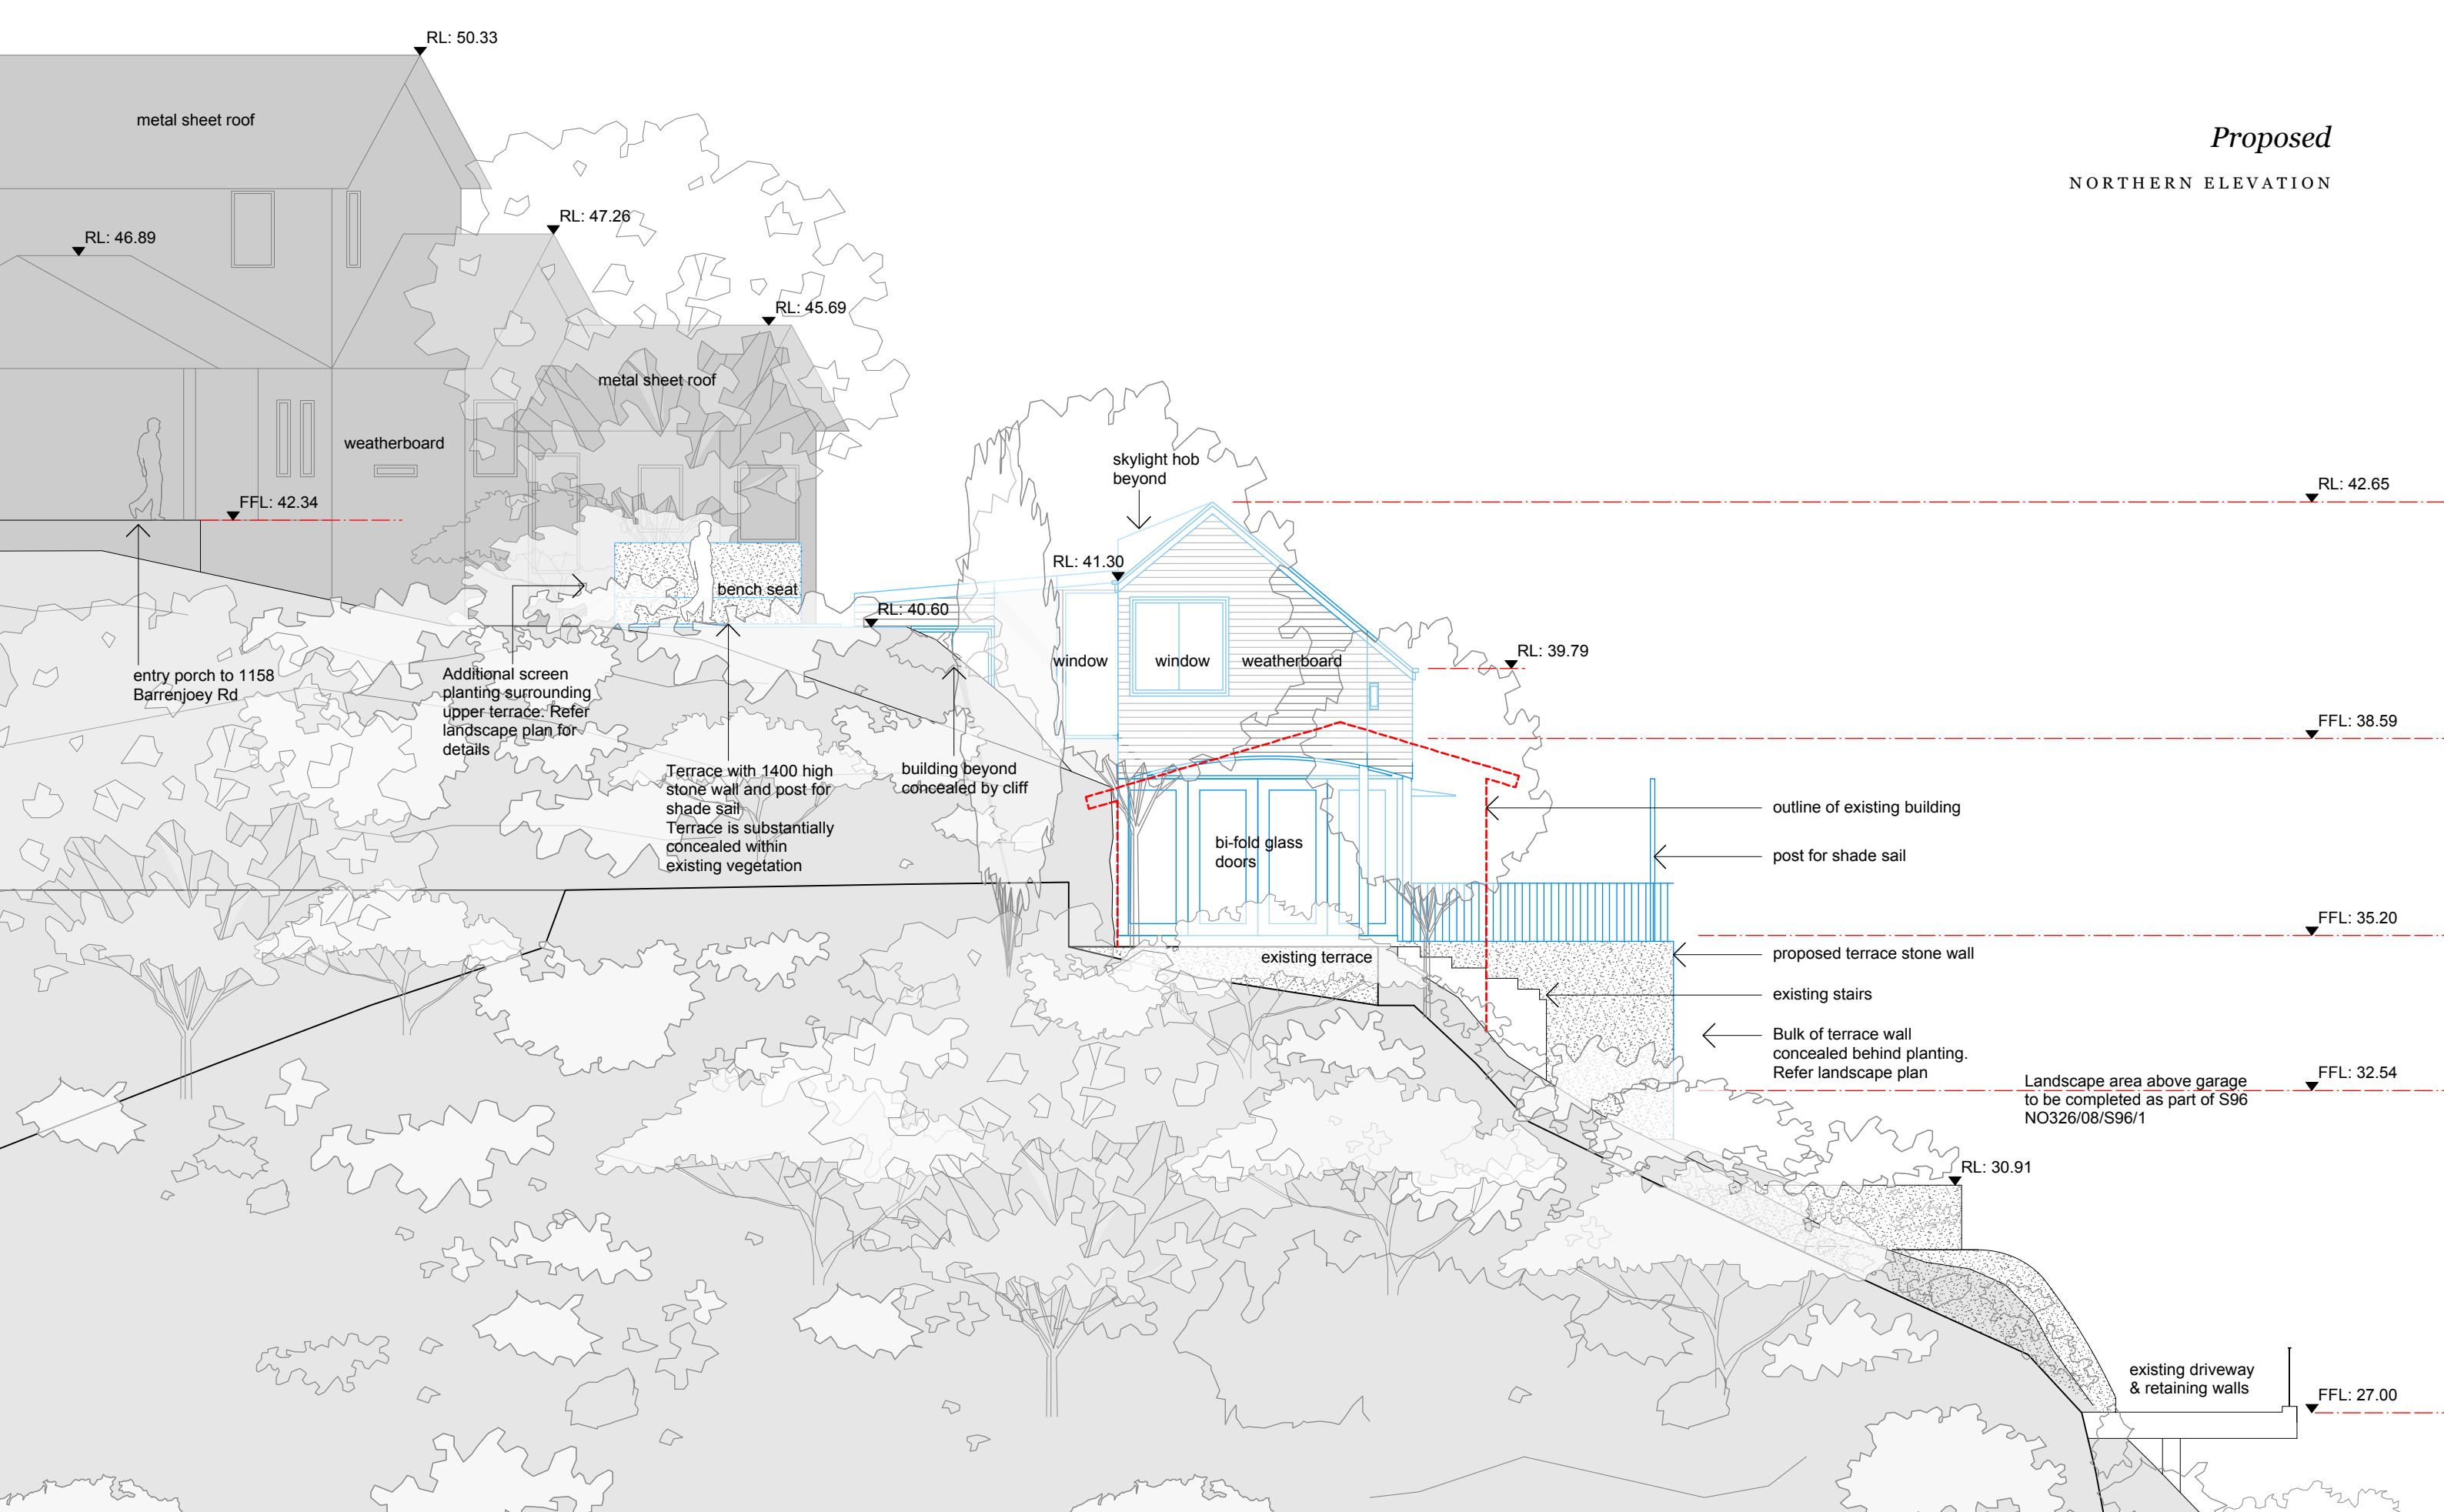 RL: 50.33
metal sheet roof
Proposed
NORTHERN ELEVATION
RL: 47.26
RL: 46.89
RL: 45.69
metal sheet roof
weatherboard
skylight hob
beyond
RL: 42.65
FFL: 42.34
RL: 41.30
bench seat
RL: 40.60
RL: 39.79
window
window
weatherboard
entry porch to 1158
Barrenjoey Rd
Additional screen
planting surrounding
upper terrace. Refer
landscape plan for
details
FFL: 38.59
Terrace with 1400 high
stone wall and post for
shade sail
Terrace is substantially
concealed within
existing vegetation
building beyond
concealed by cliff
outline of existing building
bi-fold glass
doors
post for shade sail
FFL: 35.20
existing terrace
proposed terrace stone wall
existing stairs
Bulk of terrace wall
concealed behind planting.
Refer landscape plan
FFL: 32.54
Landscape area above garage
to be completed as part of S96
NO326/08/S96/1
RL: 30.91
existing driveway
& retaining walls
FFL: 27.00